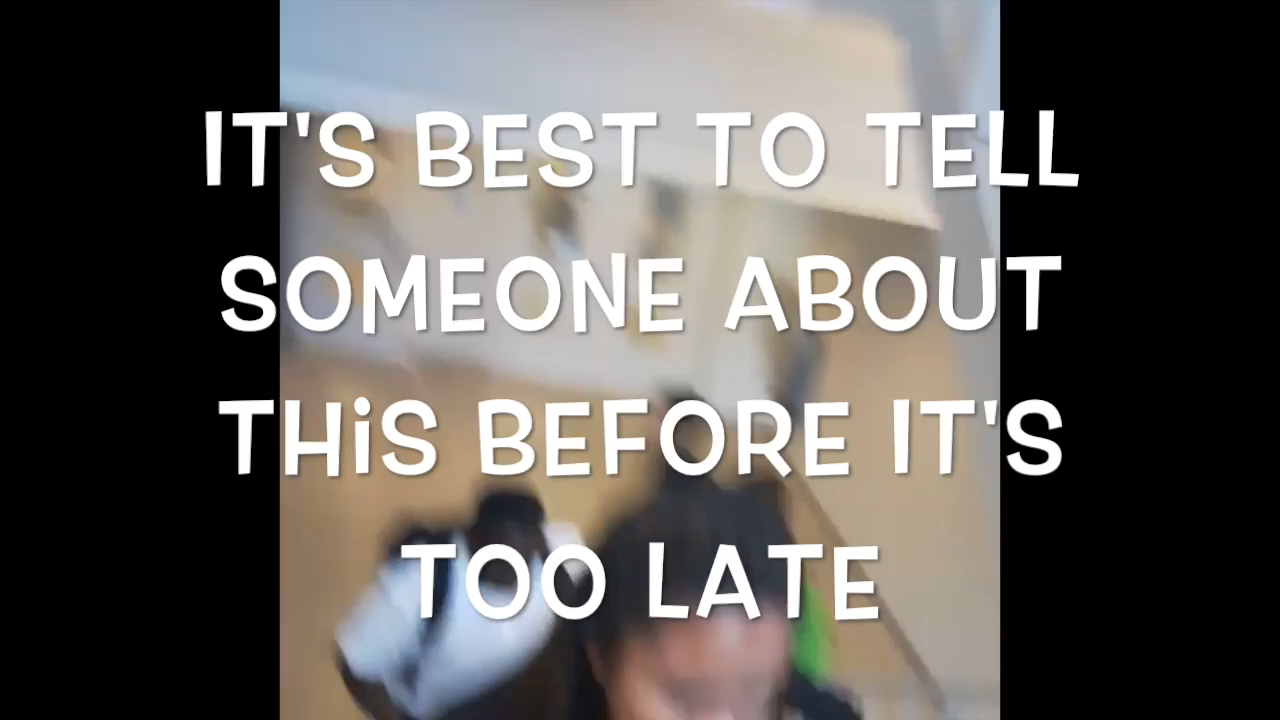 IT'S BEST TO TELL
SOMEONE ABOUT
THiS BEFORE IT'S
TOO LATE